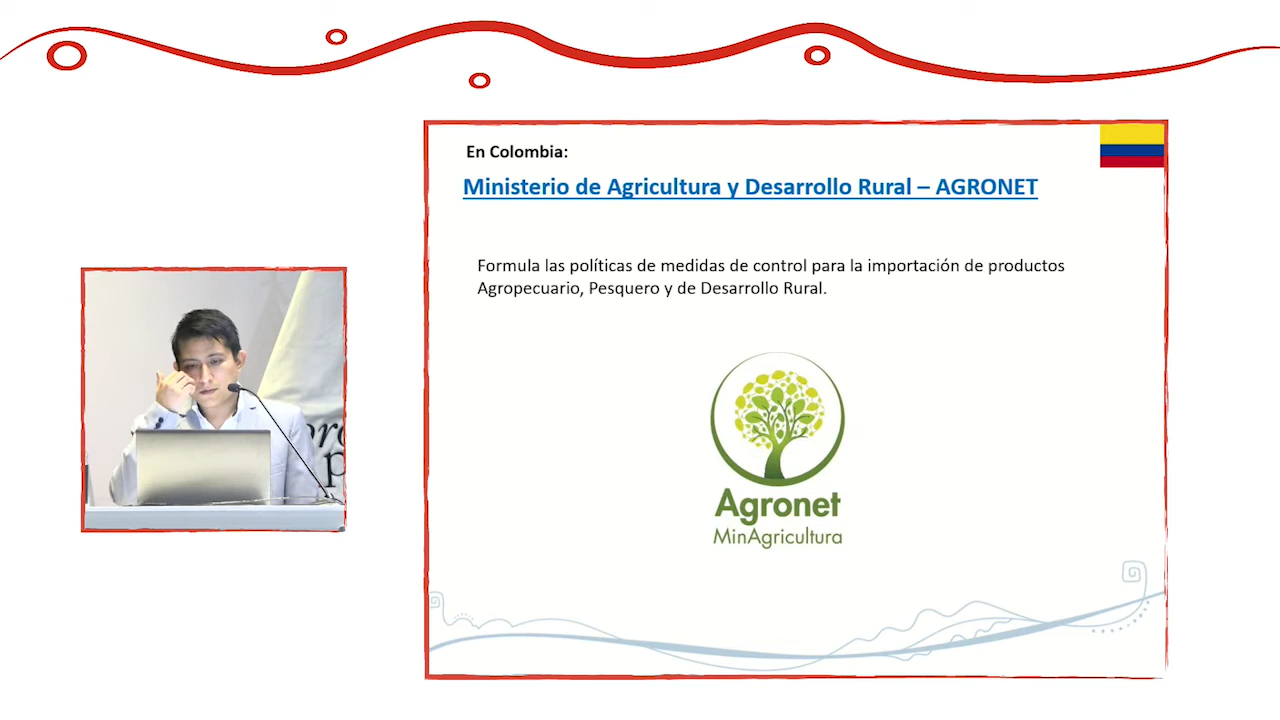 En Colombia:
Ministerio de Agricultura y Desarrollo Rural – AGRONET
Formula las políticas de medidas de control para la importación de productos
Agropecuario, Pesquero y de Desarrollo Rural.
Agronet
MinAgricultura